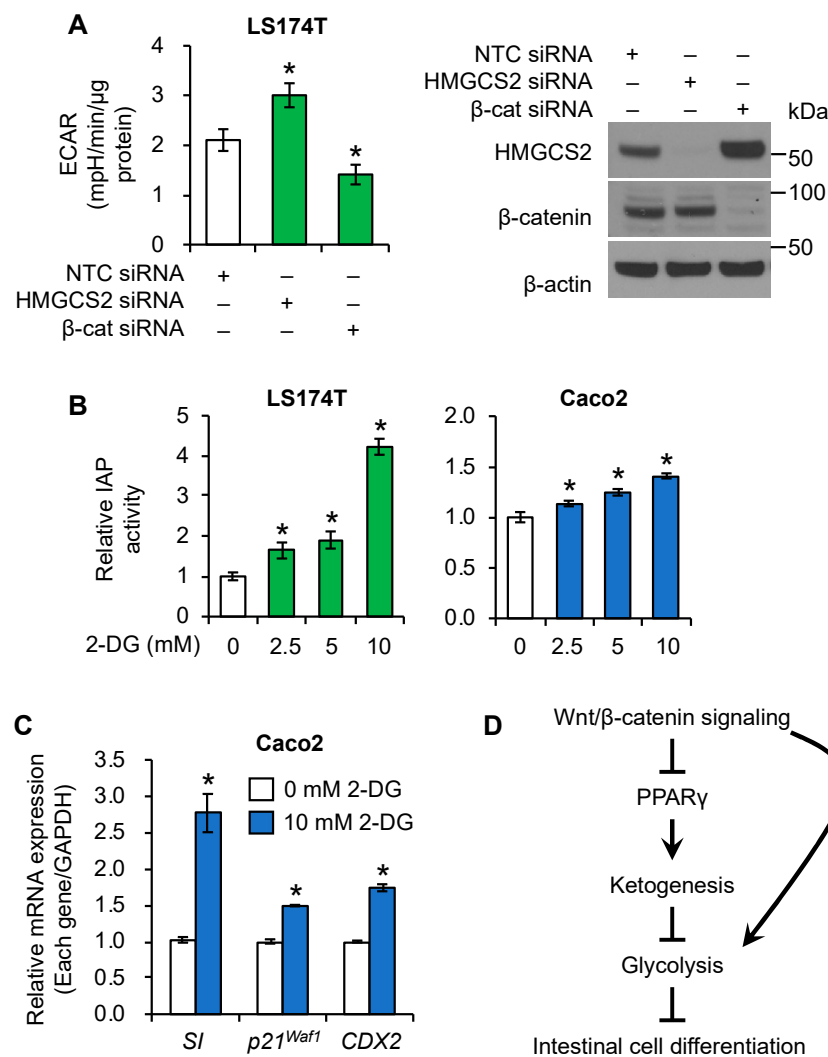 A
LS174T
ECAR
(mpH/min/µg
protein)
4
3
2
1
0
*
*
NTC siRNA + – –
HMGCS2 siRNA – + –
β-cat siRNA – – +
NTC siRNA + – –
HMGCS2 siRNA – + –
β-cat siRNA – – +
kDa
HMGCS2
50
100
β-catenin
50
β-actin
B
LS174T
Relative IAP
activity
5
4
3
2
1
0
*
*
*
2-DG (mM) 0 2.5 5 10
Caco2
2.0
1.5
1.0
0.5
0.0
*
*
*
0 2.5 5 10
C
Caco2
Relative mRNA expression
(Each gene/GAPDH)
3.5
3.0
2.5
2.0
1.5
1.0
0.5
0.0
*
*
*
0 mM 2-DG
10 mM 2-DG
SI p21Waf1 CDX2
D
Wnt/β-catenin signaling
PPARγ
Ketogenesis
Glycolysis
Intestinal cell differentiation